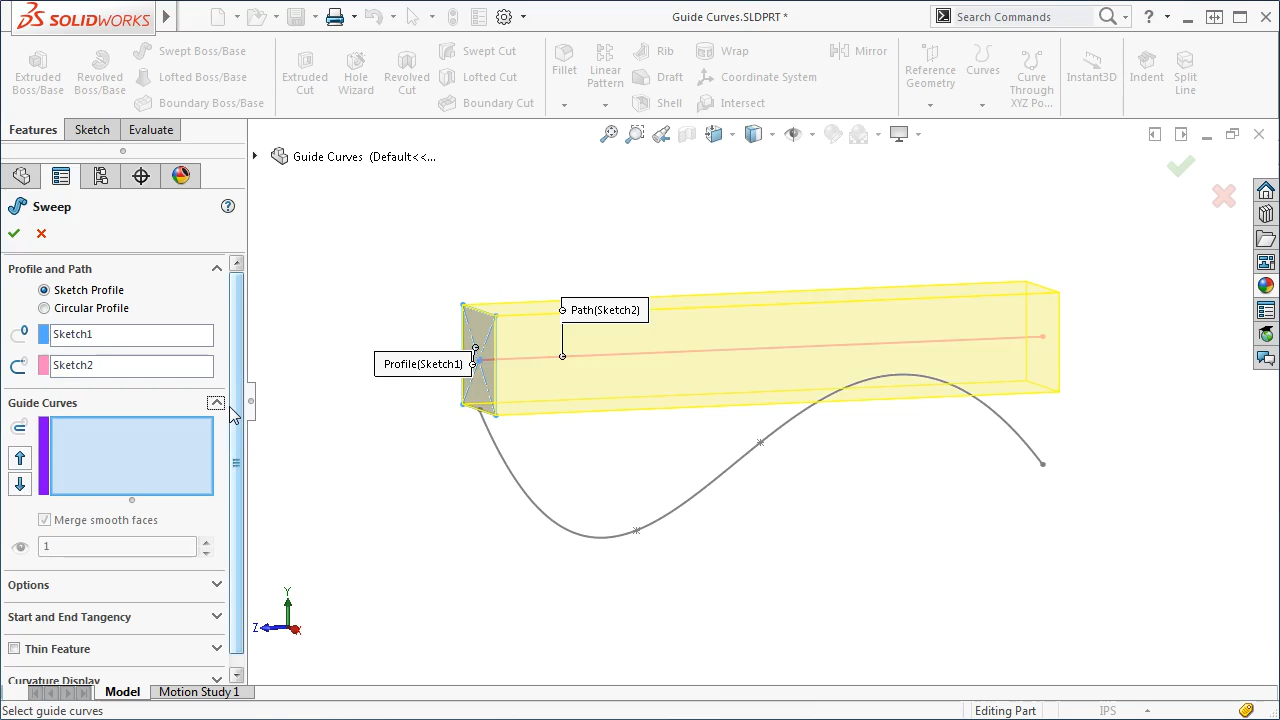 SOLIDWORKS
Guide Curves.SLDPRT *
Search Commands
?
Extruded Boss/Base
Revolved Boss/Base
Swept Boss/Base
Lofted Boss/Base
Boundary Boss/Base
Extruded Cut
Hole Wizard
Revolved Cut
Swept Cut
Lofted Cut
Boundary Cut
Fillet
Linear Pattern
Rib
Draft
Shell
Wrap
Coordinate System
Intersect
Mirror
Reference Geometry
Curves
Curve Through XYZ Po...
Instant3D
Indent
Split Line
Features
Sketch
Evaluate
Guide Curves (Default<<...
Sweep
?
Profile and Path
Sketch Profile
Circular Profile
Sketch1
Sketch2
Guide Curves
Merge smooth faces
1
Options
Start and End Tangency
Thin Feature
Curvature Display
Path(Sketch2)
Profile(Sketch1)
Y
Z
X
Model
Motion Study 1
Select guide curves
Editing Part
IPS